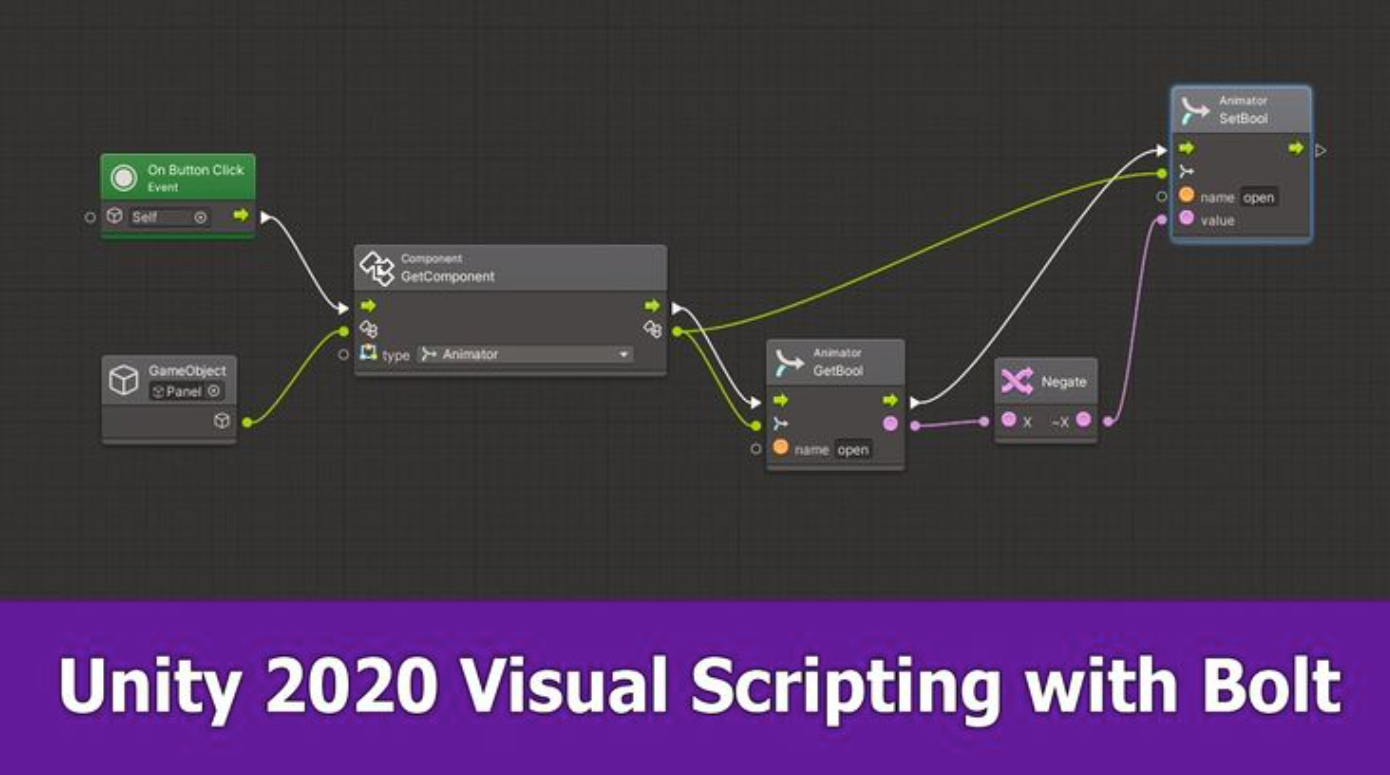 On Button Click
Event
Self
GameObject
Panel
Component
GetComponent
type Animator
Animator
GetBool
name open
Negate
X ~X
Animator
SetBool
name open
value
Unity 2020 Visual Scripting with Bolt